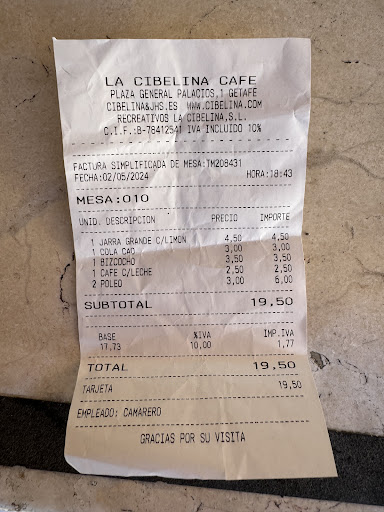 LA CIBELINA CAFE
PLAZA GENERAL PALACIOS,1 GETAFE
CIBELINA&JHS.ES WWW.CIBELINA.COM
RECREATIVOS LA CIBELINA,S.L.
C.I.F:B-78412541 IVA INCLUIDO 10%
FACTURA SIMPLIFICADA DE MESA:TM208431
FECHA:02/05/2024 HORA:18:43
MESA:010
UNID. DESCRIPCION PRECIO IMPORTE
1 JARRA GRANDE C/LIMON 4,50 4,50
1 COLA CAO 3,00 3,00
1 BIZCOCHO 3,50 3,50
1 CAFE C/LECHE 2,50 2,50
2 POLEO 3,00 6,00
SUBTOTAL 19,50
BASE %IVA IMP.IVA
17,73 10,00 1,77
TOTAL 19,50
TARJETA 19,50
EMPLEADO: CAMARERO
GRACIAS POR SU VISITA